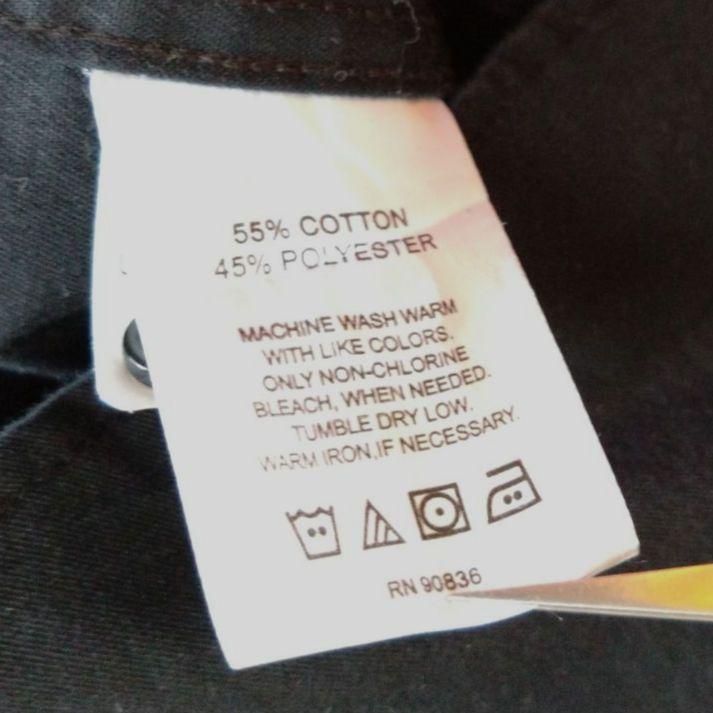 55% COTTON
45% POLYESTER
MACHINE WASH WARM
WITH LIKE COLORS.
ONLY NON-CHLORINE
BLEACH, WHEN NEEDED.
TUMBLE DRY LOW.
WARM IRON,IF NECESSARY.
RN 90836